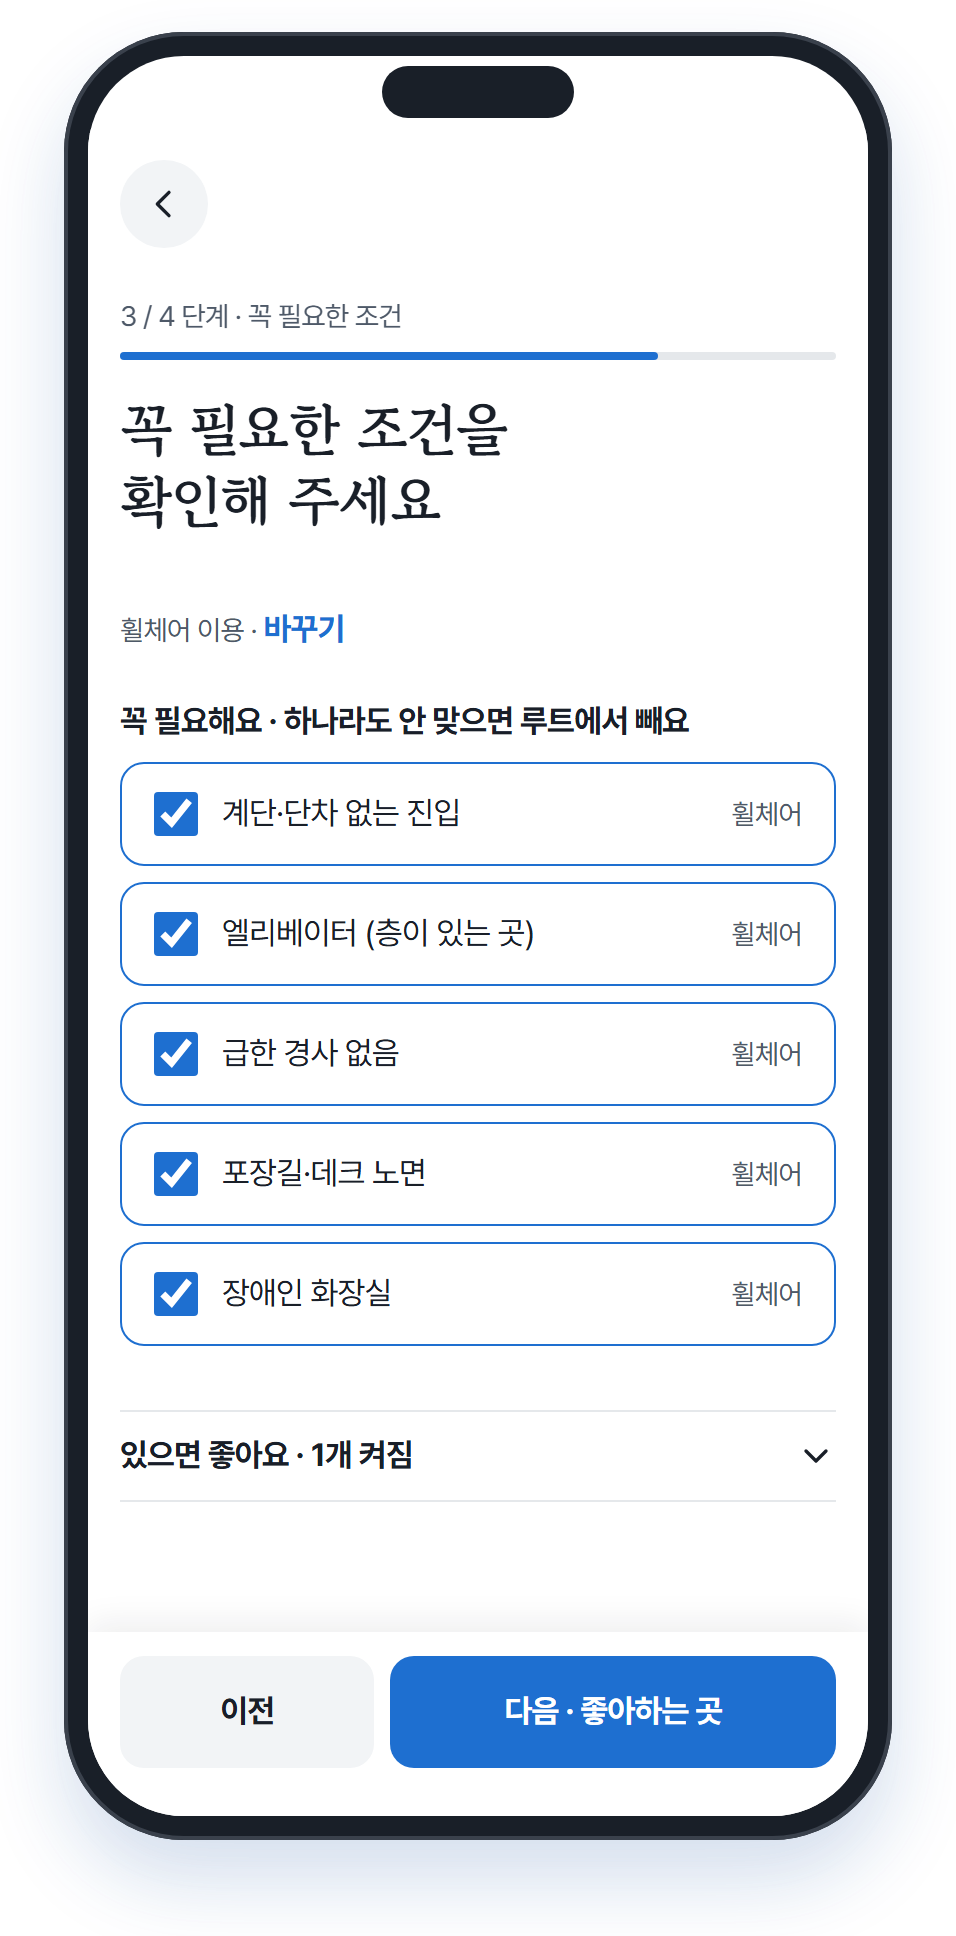 3 / 4 단계 · 꼭 필요한 조건
꼭 필요한 조건을
확인해 주세요
휠체어 이용 · 바꾸기
꼭 필요해요 · 하나라도 안 맞으면 루트에서 빼요
계단·단차 없는 진입 휠체어
엘리베이터 (층이 있는 곳) 휠체어
급한 경사 없음 휠체어
포장길·데크 노면 휠체어
장애인 화장실 휠체어
있으면 좋아요 · 1개 켜짐
이전 다음 · 좋아하는 곳